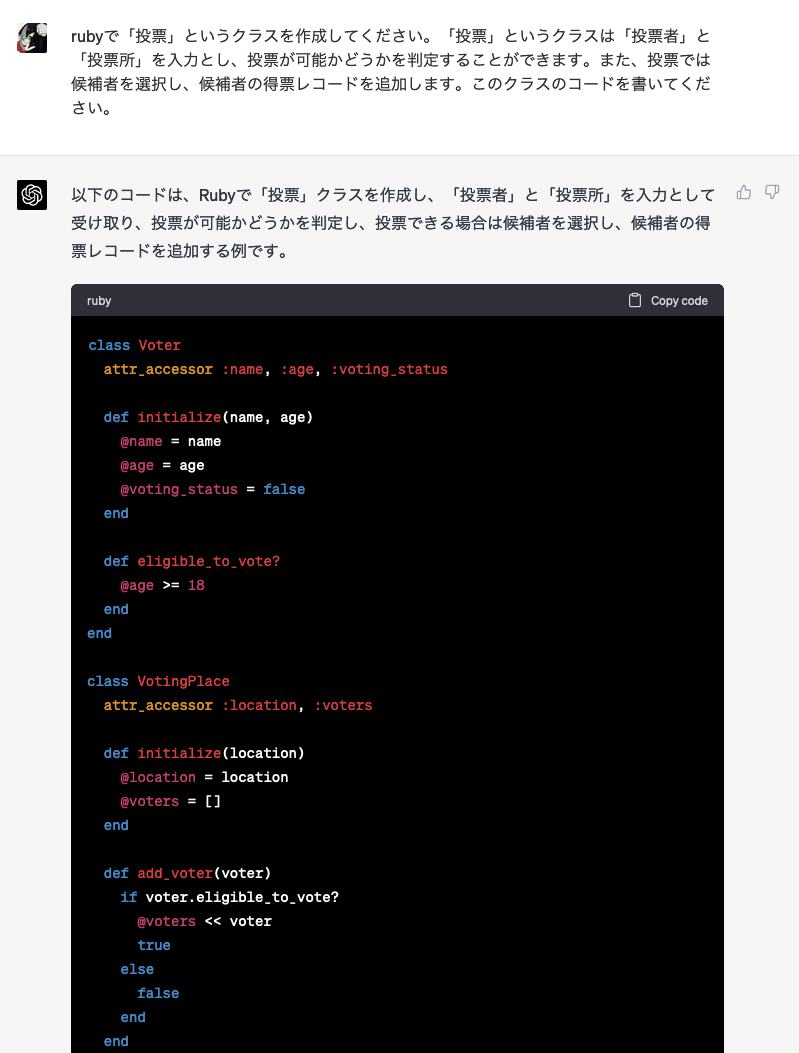 rubyで「投票」というクラスを作成してください。「投票」というクラスは「投票者」と
「投票所」を入力とし、投票が可能かどうかを判定することができます。また、投票では
候補者を選択し、候補者の得票レコードを追加します。このクラスのコードを書いてくだ
さい。
以下のコードは、Rubyで「投票」クラスを作成し、「投票者」と「投票所」を入力として
受け取り、投票が可能かどうかを判定し、投票できる場合は候補者を選択し、候補者の得
票レコードを追加する例です。
ruby Copy code
class Voter
  attr_accessor :name, :age, :voting_status

  def initialize(name, age)
    @name = name
    @age = age
    @voting_status = false
  end

  def eligible_to_vote?
    @age >= 18
  end
end

class VotingPlace
  attr_accessor :location, :voters

  def initialize(location)
    @location = location
    @voters = []
  end

  def add_voter(voter)
    if voter.eligible_to_vote?
      @voters << voter
      true
    else
      false
    end
  end